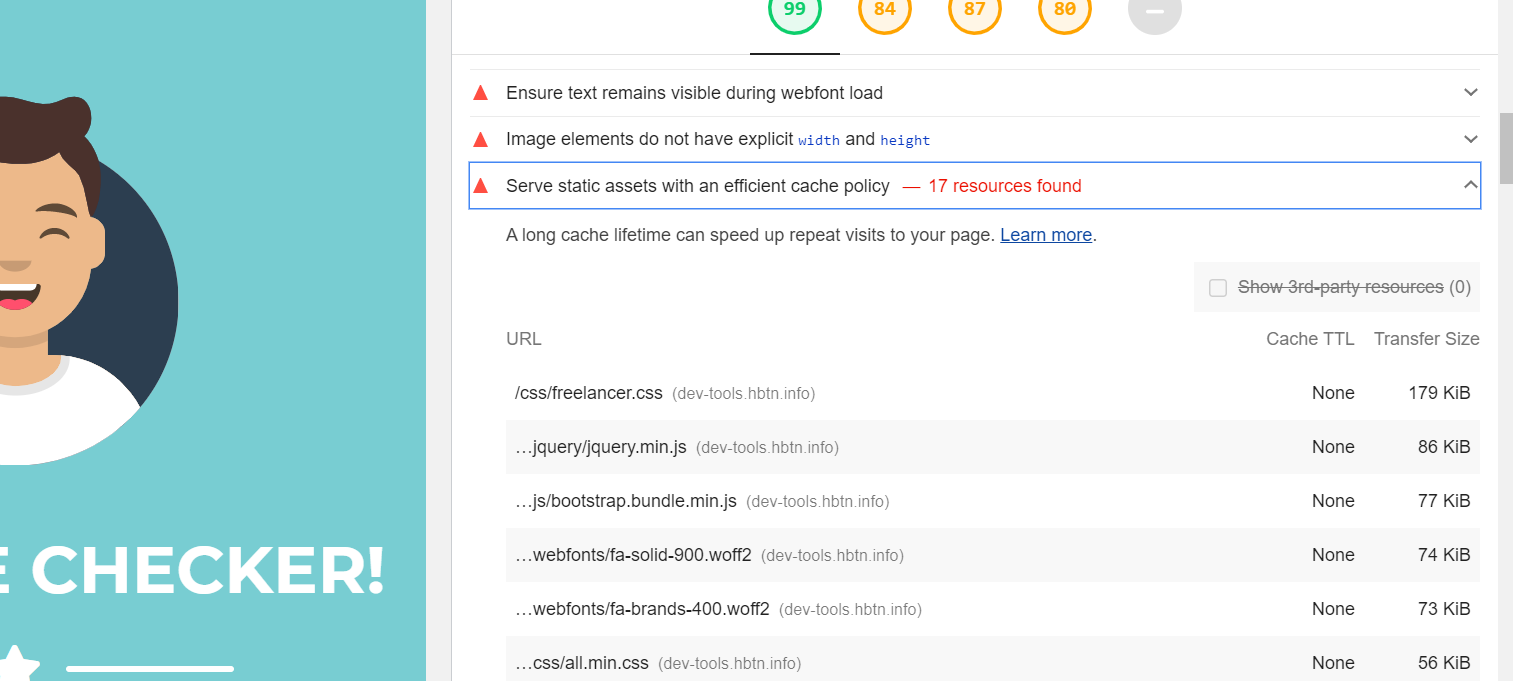 99 84 87 80
Ensure text remains visible during webfont load
Image elements do not have explicit width and height
Serve static assets with an efficient cache policy — 17 resources found
A long cache lifetime can speed up repeat visits to your page. Learn more.
Show 3rd-party resources (0)
URL Cache TTL Transfer Size
/css/freelancer.css (dev-tools.hbtn.info) None 179 KiB
…jquery/jquery.min.js (dev-tools.hbtn.info) None 86 KiB
…js/bootstrap.bundle.min.js (dev-tools.hbtn.info) None 77 KiB
…webfonts/fa-solid-900.woff2 (dev-tools.hbtn.info) None 74 KiB
…webfonts/fa-brands-400.woff2 (dev-tools.hbtn.info) None 73 KiB
…css/all.min.css (dev-tools.hbtn.info) None 56 KiB
E CHECKER!